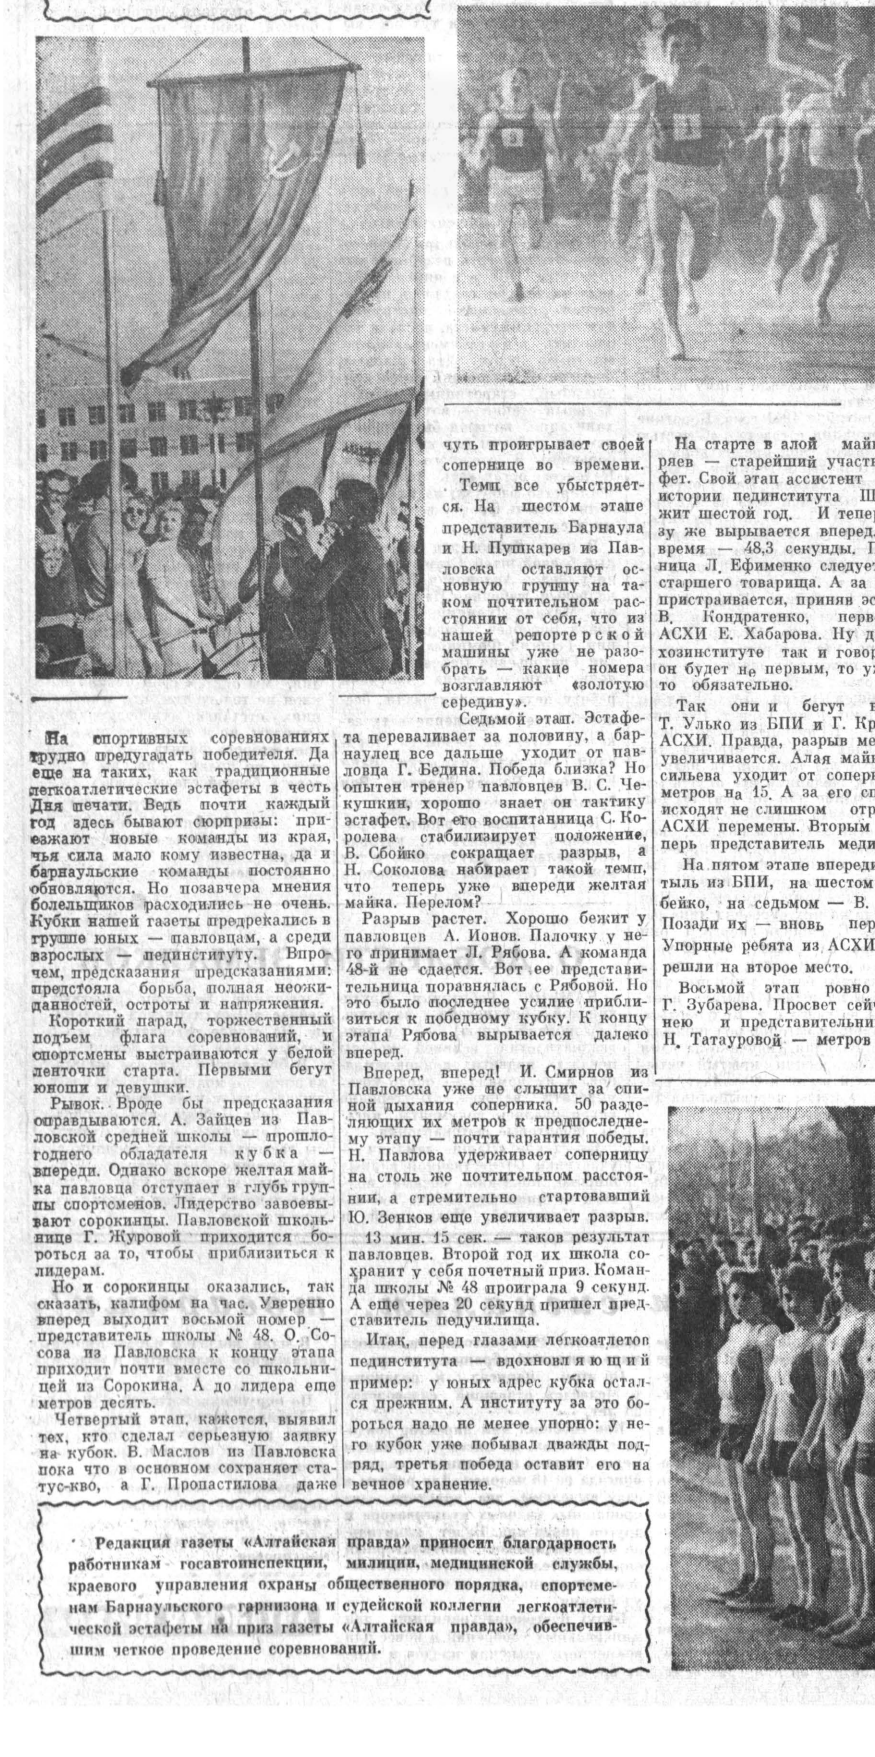 На спортивных соревнованиях
трудно предугадать победителя. Да
еще на таких, как традиционные
легкоатлетические эстафеты в честь
Дня печати. Ведь почти каждый
год здесь бывают сюрпризы: при-
езжают новые команды из края,
чья сила мало кому известна, да и
барнаульские команды постоянно
обновляются. Но позавчера мнения
болельщиков расходились не очень.
Кубки нашей газеты предрекались в
группе юных — павловцам, а среди
взрослых — пединституту. Впро-
чем, предсказания предсказаниями:
предстояла борьба, полная неожи-
данностей, остроты и напряжения.
Короткий парад, торжественный
подъем флага соревнований, и
спортсмены выстраиваются у белой
ленточки старта. Первыми бегут
юноши и девушки.
Рывок. Вроде бы предсказания
оправдываются. А. Зайцев из Пав-
ловской средней школы — прошло-
годнего обладателя кубка —
впереди. Однако вскоре желтая май-
ка павловца отступает в глубь груп-
пы спортсменов. Лидерство завоевы-
вают сорокинцы. Павловской школь-
нице Г. Журовой приходится бо-
роться за то, чтобы приблизиться к
лидерам.
Но и сорокинцы оказались, так
сказать, калифом на час. Уверенно
вперед выходит восьмой номер —
представитель школы № 48. О. Со-
сова из Павловска к концу этапа
приходит почти вместе со школьни-
цей из Сорокина. А до лидера еще
метров десять.
Четвертый этап, кажется, выявил
тех, кто сделал серьезную заявку
на кубок. В. Маслов из Павловска
пока что в основном сохраняет ста-
тус-кво, а Г. Пропастилова даже
чуть проигрывает своей
сопернице во времени.
Темп все убыстряет-
ся. На шестом этапе
представитель Барнаула
и Н. Пушкарев из Пав-
ловска оставляют ос-
новную группу на та-
ком почтительном рас-
стоянии от себя, что из
нашей репортерской
машины уже не разо-
брать — какие номера
возглавляют «золотую
середину».
Седьмой этап. Эстафе-
та переваливает за половину, а бар-
наулец все дальше уходит от пав-
ловца Г. Бедина. Победа близка? Но
опытен тренер павловцев В. С. Че-
кушкин, хорошо знает он тактику
эстафет. Вот его воспитанница С. Ко-
ролева стабилизирует положение,
В. Сбойко сокращает разрыв, а
Н. Соколова набирает такой темп,
что теперь уже впереди желтая
майка. Перелом?
Разрыв растет. Хорошо бежит у
павловцев А. Ионов. Палочку у не-
го принимает Л. Рябова. А команда
48-й не сдается. Вот ее представи-
тельница поравнялась с Рябовой. Но
это было последнее усилие прибли-
зиться к победному кубку. К концу
этапа Рябова вырывается далеко
вперед.
Вперед, вперед! И. Смирнов из
Павловска уже не слышит за спи-
ной дыхания соперника. 50 разде-
ляющих их метров к предпоследне-
му этапу — почти гарантия победы.
Н. Павлова удерживает соперницу
на столь же почтительном расстоя-
нии, а стремительно стартовавший
Ю. Зенков еще увеличивает разрыв.
13 мин. 15 сек. — таков результат
павловцев. Второй год их школа со-
хранит у себя почетный приз. Коман-
да школы № 48 проиграла 9 секунд.
А еще через 20 секунд пришел пред-
ставитель педучилища.
Итак, перед глазами легкоатлетов
пединститута — вдохновляющий
пример: у юных адрес кубка остал-
ся прежним. А институту за это бо-
роться надо не менее упорно: у не-
го кубок уже побывал дважды под-
ряд, третья победа оставит его на
вечное хранение.
На старте в алой май
ряев — старейший участ
фет. Свой этап ассистент
истории пединститута Ш
жит шестой год. И тепер
зу же вырывается вперед.
время — 48,3 секунды. П
ница Л. Ефименко следует
старшего товарища. А за
пристраивается, приняв эс
В. Кондратенко, перв
АСХИ Е. Хабарова. Ну д
хозинституте так и говор
он будет не первым, то уж
то обязательно.
Так они и бегут в
Т. Улько из БПИ и Г. Кр
АСХИ. Правда, разрыв ме
увеличивается. Алая май
сильева уходит от сопер
метров на 15. А за его сп
исходят не слишком отр
АСХИ перемены. Вторым
перь представитель меди
На пятом этапе впереди
тыль из БПИ, на шестом
бейко, на седьмом — В.
Позади их — вновь пер
Упорные ребята из АСХИ
решли на второе место.
Восьмой этап ровно
Г. Зубарева. Просвет сейч
нею и представительни
Н. Татауровой — метров
Редакция газеты «Алтайская правда» приносит благодарность
работникам госавтоинспекции, милиции, медицинской службы,
краевого управления охраны общественного порядка, спортсме-
нам Барнаульского гарнизона и судейской коллегии легкоатлети-
ческой эстафеты на приз газеты «Алтайская правда», обеспечив-
шим четкое проведение соревнований.